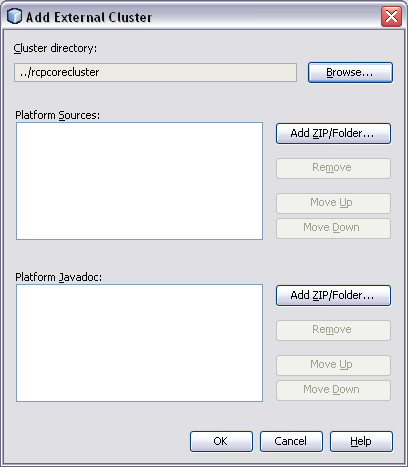 Add External Cluster
Cluster directory:
../rcpcorecluster
Browse...
Platform Sources:
Add ZIP/Folder...
Remove
Move Up
Move Down
Platform Javadoc:
Add ZIP/Folder...
Remove
Move Up
Move Down
OK
Cancel
Help